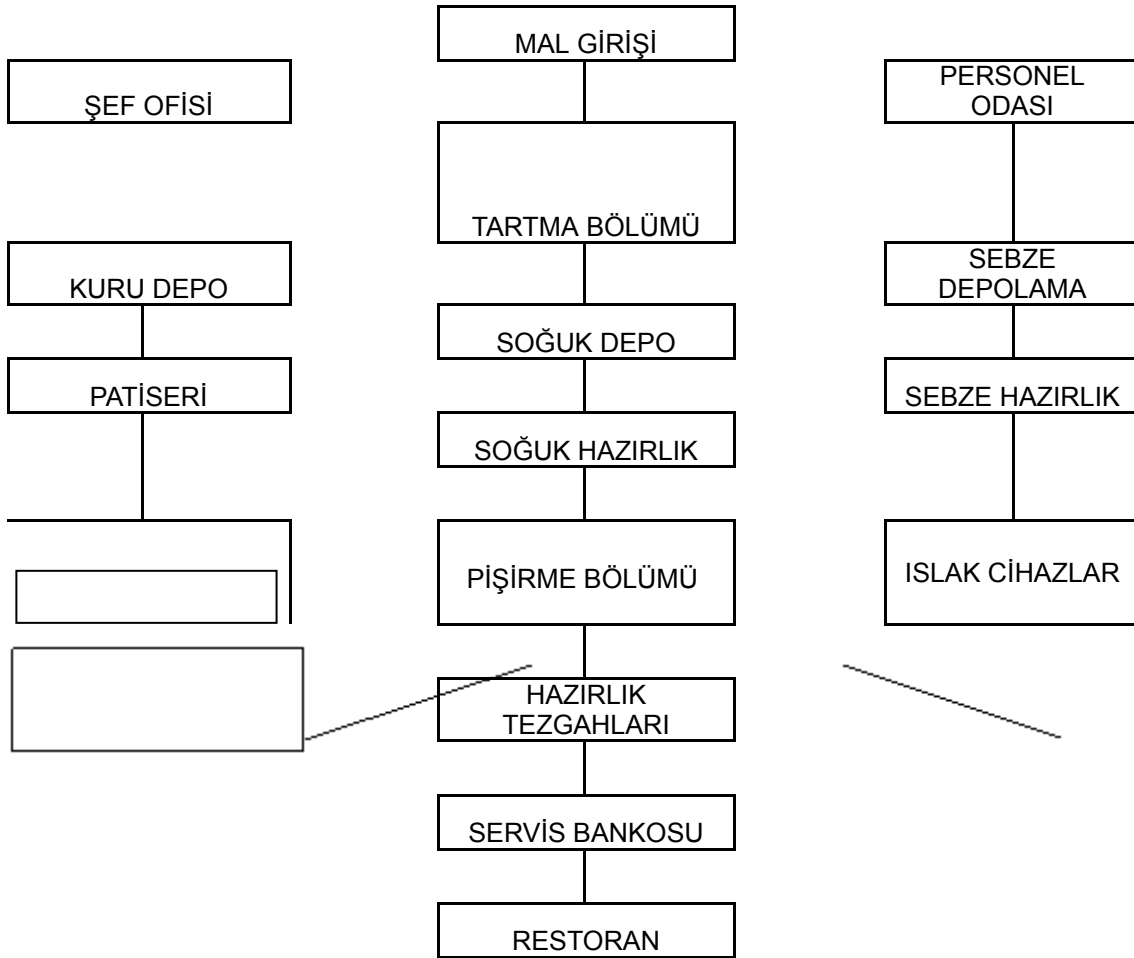 MAL GİRİŞİ
ŞEF OFİSİ
PERSONEL
ODASI
TARTMA BÖLÜMÜ
KURU DEPO
SEBZE
DEPOLAMA
SOĞUK DEPO
PATİSERİ
SEBZE HAZIRLIK
SOĞUK HAZIRLIK
PİŞİRME BÖLÜMÜ
ISLAK CİHAZLAR
HAZIRLIK
TEZGAHLARI
SERVİS BANKOSU
RESTORAN